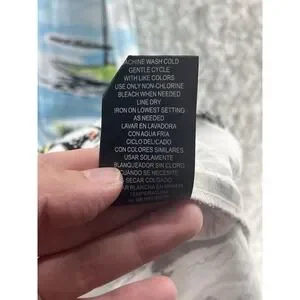 MACHINE WASH COLD
GENTLE CYCLE
WITH LIKE COLORS
USE ONLY NON-CHLORINE
BLEACH WHEN NEEDED
LINE DRY
IRON ON LOWEST SETTING
AS NEEDED
LAVAR EN LAVADORA
CON AGUA FRIA
CICLO DELICADO
CON COLORES SIMILARES
USAR SOLAMENTE
BLANQUEADOR SIN CLORO
CUANDO SE NECESITE
SECAR COLGADO